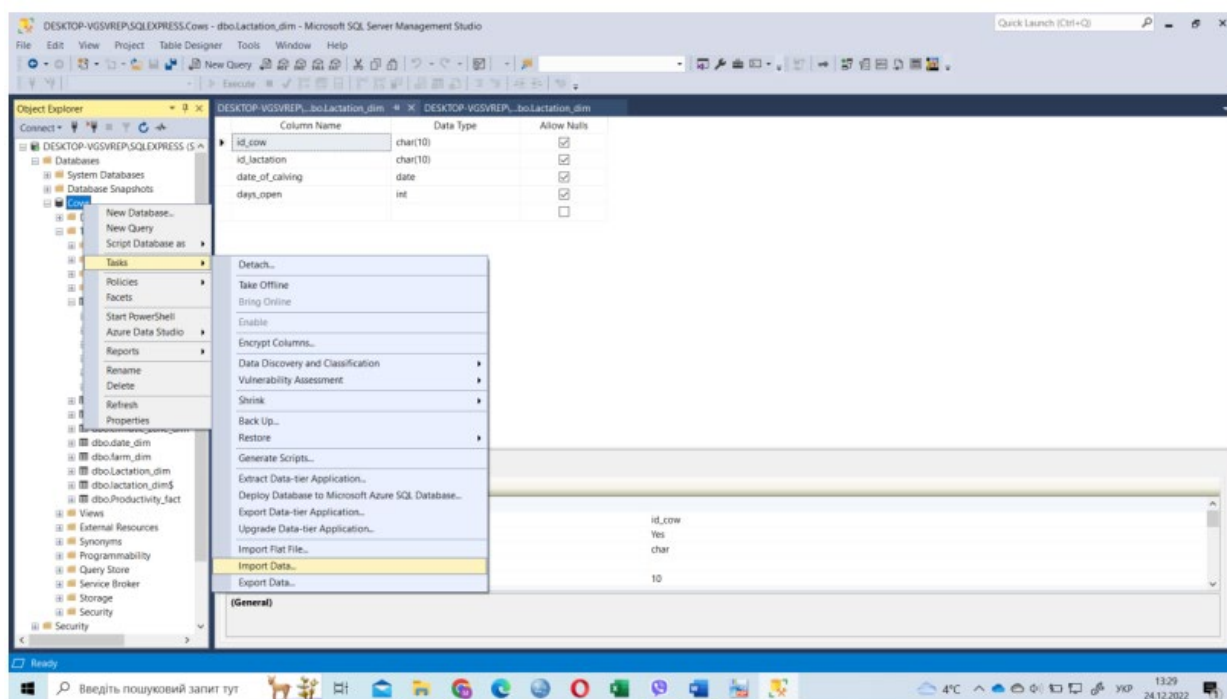 DESKTOP-VGSVREP\SQLEXPRESS.Cows - dbo.Lactation_dim - Microsoft SQL Server Management Studio
Quick Launch (Ctrl+Q)
File Edit View Project Table Designer Tools Window Help
New Query
Execute
Object Explorer
DESKTOP-VGSVREP\...bo.Lactation_dim
DESKTOP-VGSVREP\...bo.Lactation_dim
Connect
Column Name Data Type Allow Nulls
id_cow char(10)
id_lactation char(10)
date_of_calving date
days_open int
DESKTOP-VGSVREP\SQLEXPRESS (S
Databases
System Databases
Database Snapshots
Cows
New Database...
New Query
Script Database as
Tasks
Policies
Facets
Start PowerShell
Azure Data Studio
Reports
Rename
Delete
Refresh
Properties
Detach...
Take Offline
Bring Online
Enable
Encrypt Columns...
Data Discovery and Classification
Vulnerability Assessment
Shrink
Back Up...
Restore
Generate Scripts...
Extract Data-tier Application...
Deploy Database to Microsoft Azure SQL Database...
Export Data-tier Application...
Upgrade Data-tier Application...
Import Flat File...
Import Data...
Export Data...
dbo.date_dim
dbo.farm_dim
dbo.Lactation_dim
dbo.lactation_dim$
dbo.Productivity_fact
Views
External Resources
Synonyms
Programmability
Query Store
Service Broker
Storage
Security
Security
id_cow
Yes
char
10
(General)
Ready
Введіть пошуковий запит тут
4°C
УКР
13:29
24.12.2022